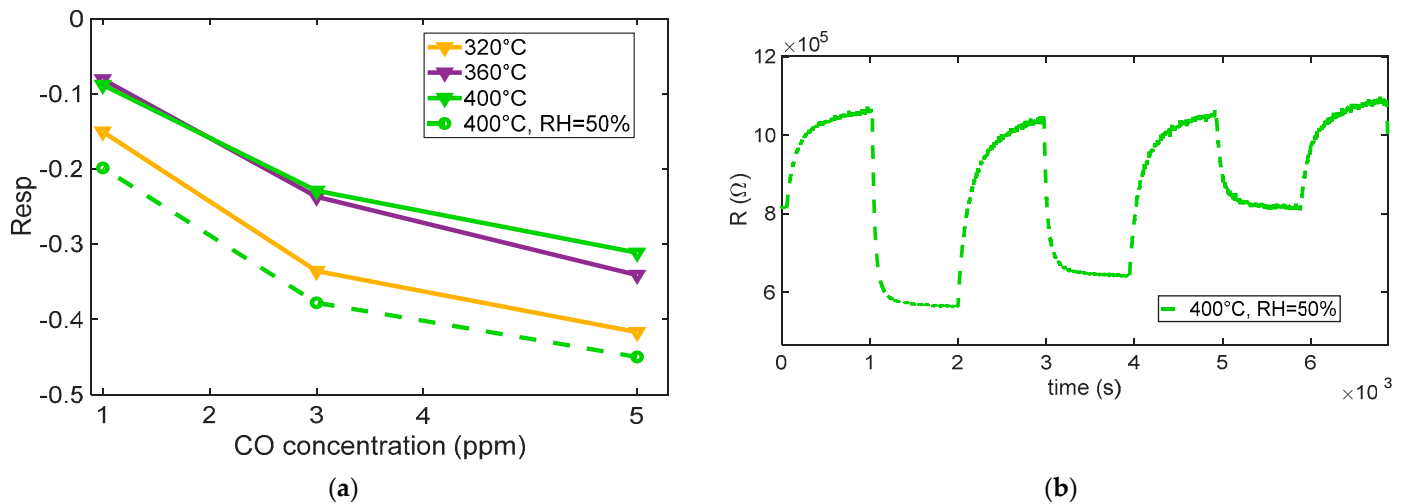 0
-0.1
-0.2
-0.3
-0.4
-0.5
Resp
320°C
360°C
400°C
400°C, RH=50%
1 2 3 4 5
CO concentration (ppm)
(a)
×10⁵
12
10
8
6
R (Ω)
400°C, RH=50%
0 1 2 3 4 5 6
time (s)
×10 ³
(b)